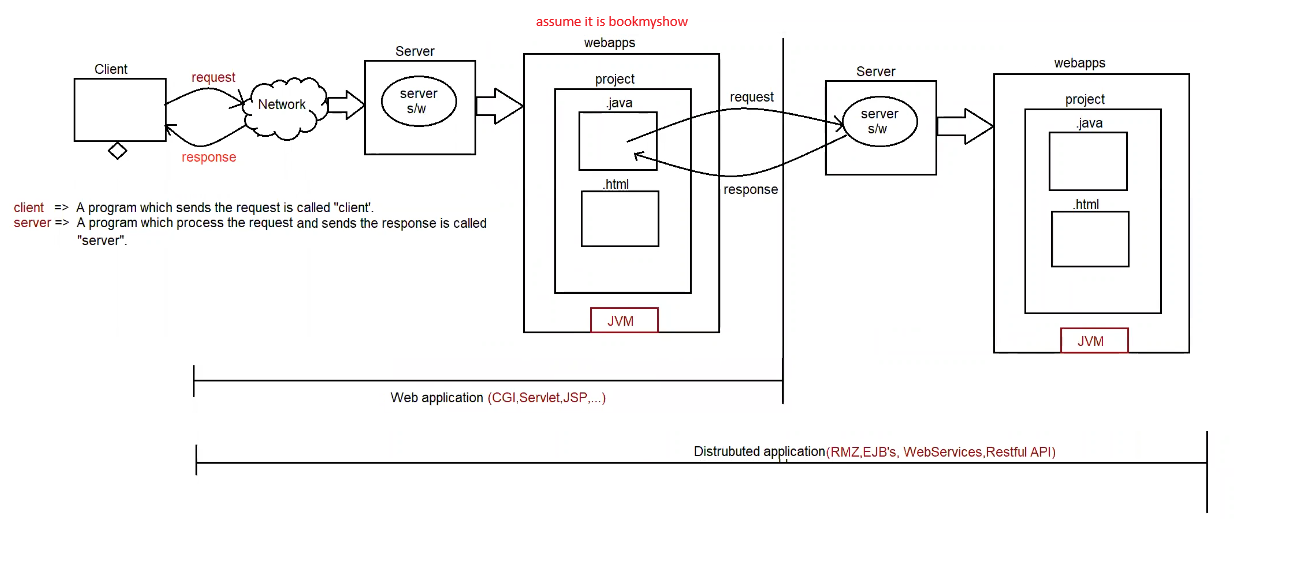 assume it is bookmyshow
webapps
Server
Client
request
Network
server
s/w
response
project
.java
.html
JVM
request
response
Server
server
s/w
webapps
project
.java
.html
JVM
client => A program which sends the request is called "client'.
server => A program which process the request and sends the response is called
"server".
Web application (CGI,Servlet,JSP,...)
Distrubuted application(RMZ,EJB's, WebServices,Restful API)